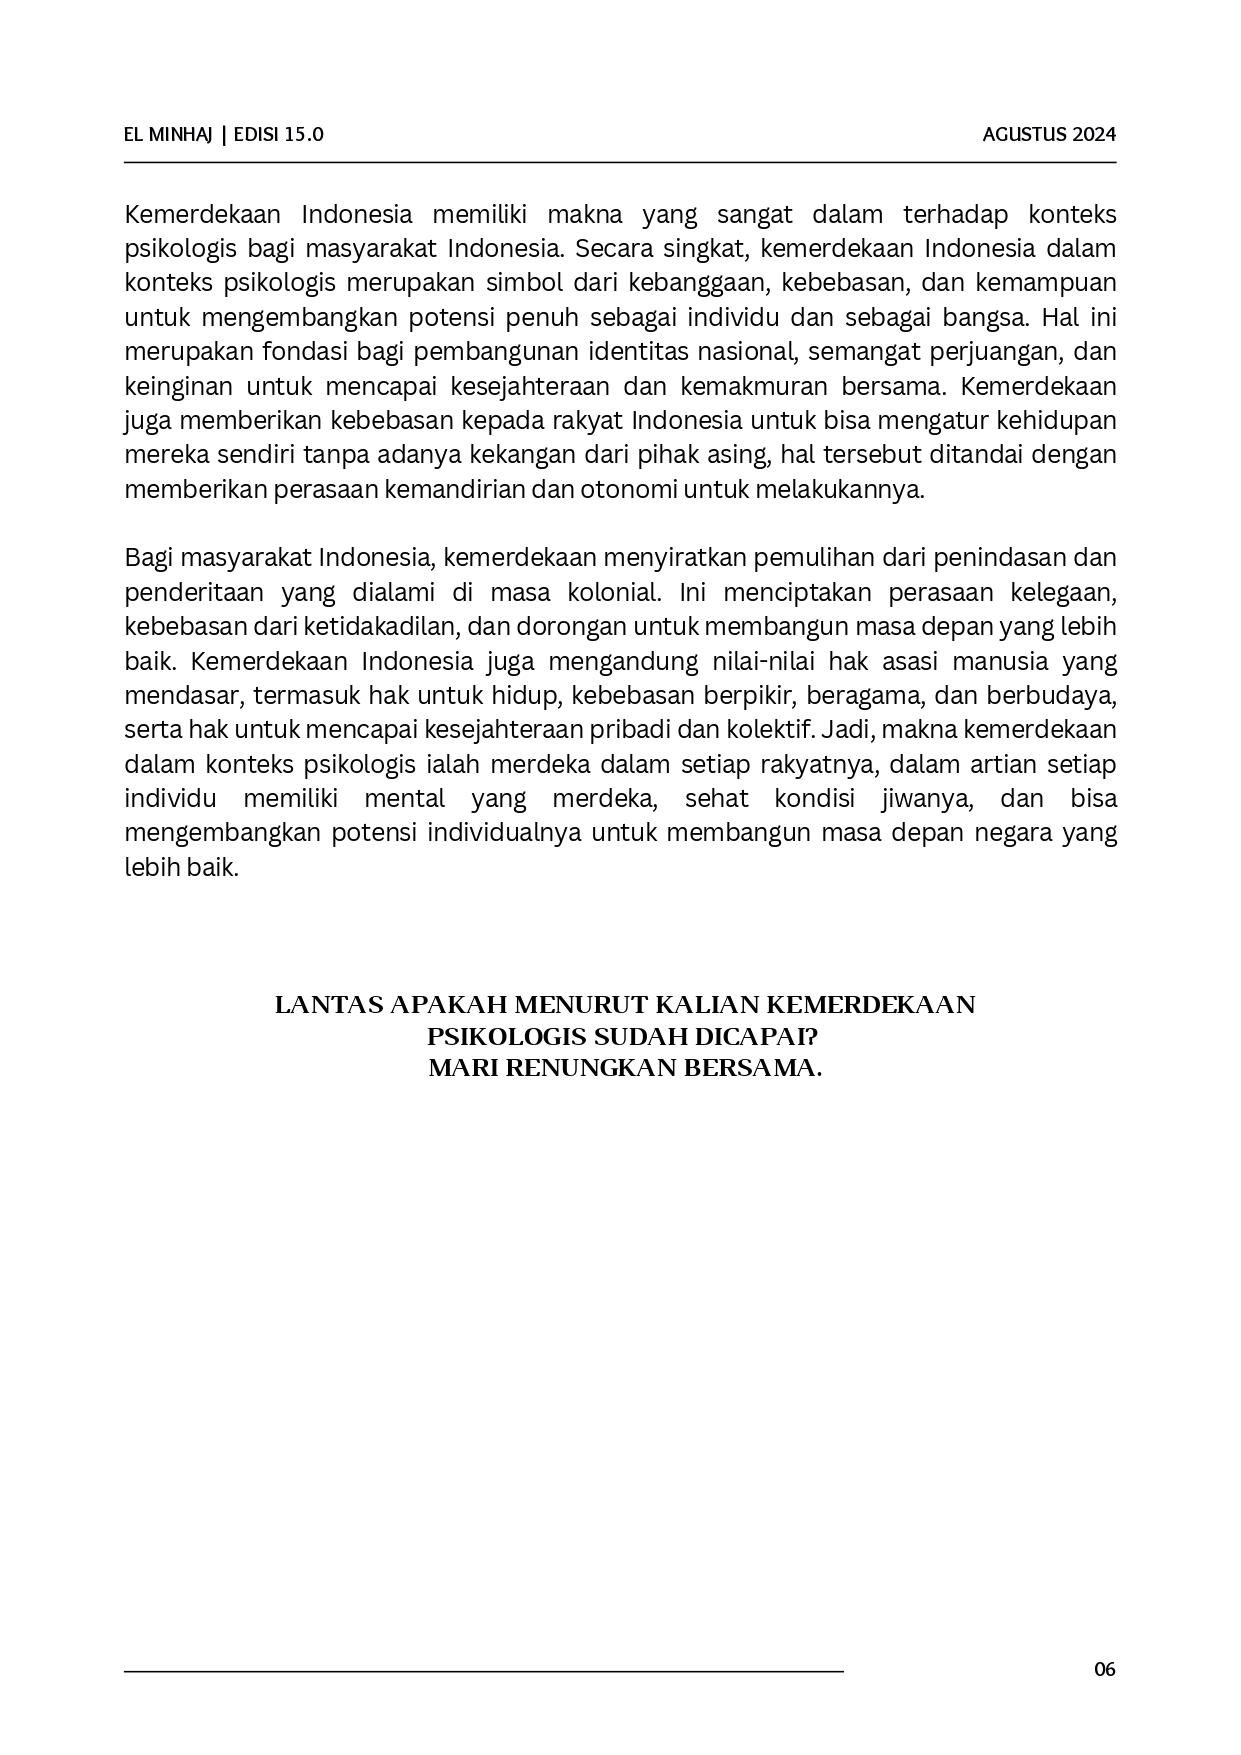 EL MINHAJ | EDISI 15.0
AGUSTUS 2024
Kemerdekaan Indonesia memiliki makna yang sangat dalam terhadap konteks
psikologis bagi masyarakat Indonesia. Secara singkat, kemerdekaan Indonesia dalam
konteks psikologis merupakan simbol dari kebanggaan, kebebasan, dan kemampuan
untuk mengembangkan potensi penuh sebagai individu dan sebagai bangsa. Hal ini
merupakan fondasi bagi pembangunan identitas nasional, semangat perjuangan, dan
keinginan untuk mencapai kesejahteraan dan kemakmuran bersama. Kemerdekaan
juga memberikan kebebasan kepada rakyat Indonesia untuk bisa mengatur kehidupan
mereka sendiri tanpa adanya kekangan dari pihak asing, hal tersebut ditandai dengan
memberikan perasaan kemandirian dan otonomi untuk melakukannya.
Bagi masyarakat Indonesia, kemerdekaan menyiratkan pemulihan dari penindasan dan
penderitaan yang dialami di masa kolonial. Ini menciptakan perasaan kelegaan,
kebebasan dari ketidakadilan, dan dorongan untuk membangun masa depan yang lebih
baik. Kemerdekaan Indonesia juga mengandung nilai-nilai hak asasi manusia yang
mendasar, termasuk hak untuk hidup, kebebasan berpikir, beragama, dan berbudaya,
serta hak untuk mencapai kesejahteraan pribadi dan kolektif. Jadi, makna kemerdekaan
dalam konteks psikologis ialah merdeka dalam setiap rakyatnya, dalam artian setiap
individu memiliki mental yang merdeka, sehat kondisi jiwanya, dan bisa
mengembangkan potensi individualnya untuk membangun masa depan negara yang
lebih baik.
LANTAS APAKAH MENURUT KALIAN KEMERDEKAAN
PSIKOLOGIS SUDAH DICAPAI?
MARI RENUNGKAN BERSAMA.
06